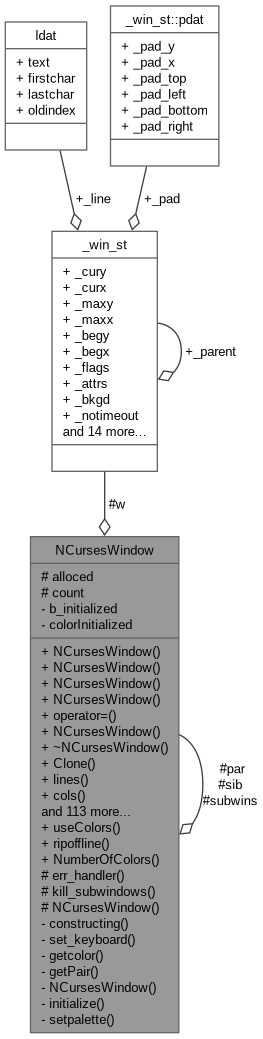 ldat
+ text
+ firstchar
+ lastchar
+ oldindex
_win_st::pdat
+ _pad_y
+ _pad_x
+ _pad_top
+ _pad_left
+ _pad_bottom
+ _pad_right
+_line
+_pad
_win_st
+ _cury
+ _curx
+ _maxy
+ _maxx
+ _begy
+ _begx
+ _flags
+ _attrs
+ _bkgd
+ _notimeout
and 14 more...
+_parent
#w
NCursesWindow
# alloced
# count
- b_initialized
- colorInitialized
+ NCursesWindow()
+ NCursesWindow()
+ NCursesWindow()
+ NCursesWindow()
+ operator=()
+ NCursesWindow()
+ ~NCursesWindow()
+ Clone()
+ lines()
+ cols()
and 113 more...
+ useColors()
+ ripoffline()
+ NumberOfColors()
# err_handler()
# kill_subwindows()
# NCursesWindow()
- constructing()
- set_keyboard()
- getcolor()
- getPair()
- NCursesWindow()
- initialize()
- setpalette()
#par
#sib
#subwins